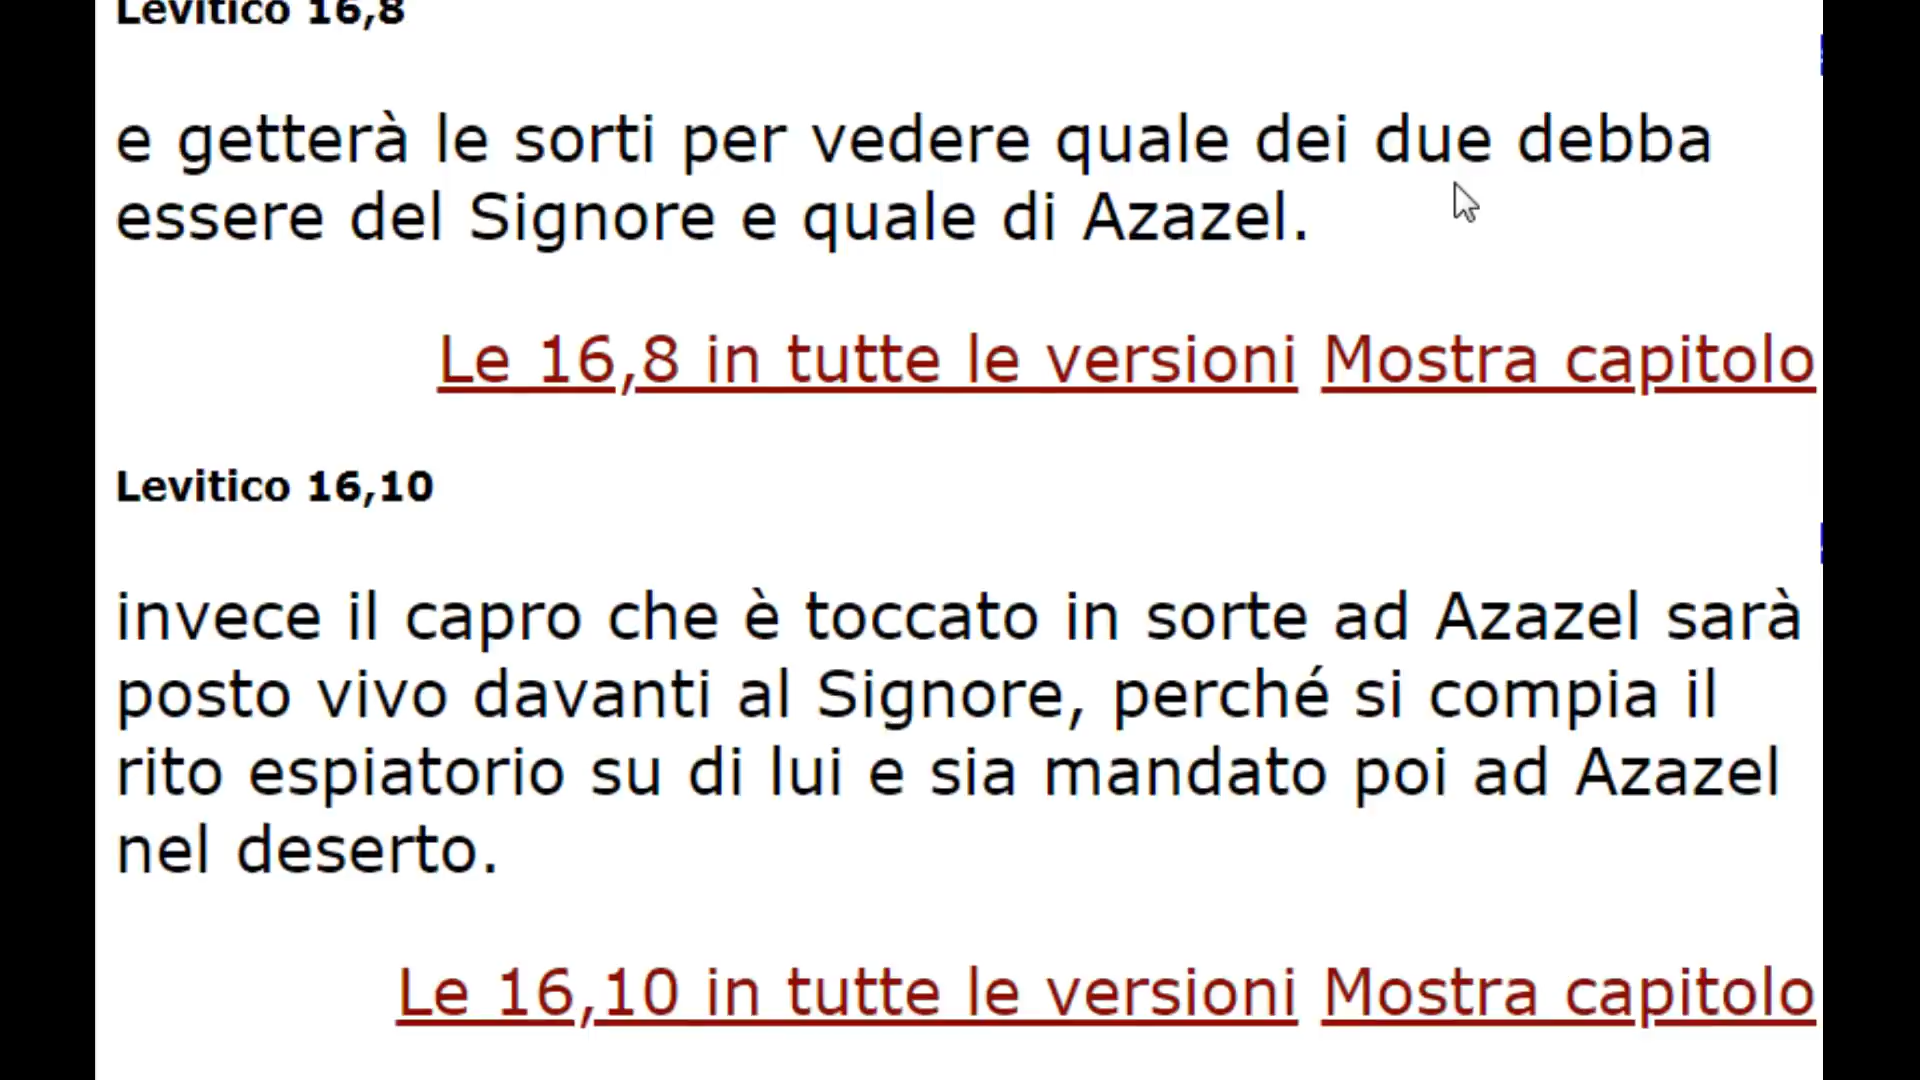 Levitico 16,8
e getterà le sorti per vedere quale dei due debba
essere del Signore e quale di Azazel.
Le 16,8 in tutte le versioni Mostra capitolo
Levitico 16,10
invece il capro che è toccato in sorte ad Azazel sarà
posto vivo davanti al Signore, perché si compia il
rito espiatorio su di lui e sia mandato poi ad Azazel
nel deserto.
Le 16,10 in tutte le versioni Mostra capitolo